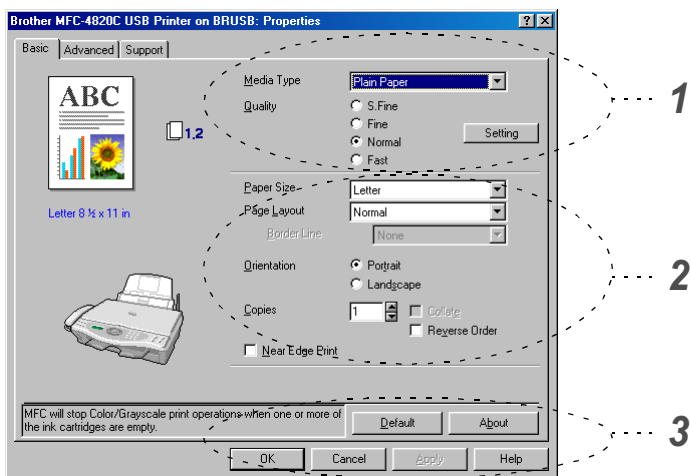 Brother MFC-4820C USB Printer on BRUSB: Properties
Basic Advanced Support
ABC
1.2
Letter 8 ½ x 11 in
Media Type Plain Paper
Quality S.Fine
Fine
Normal Setting
Fast
Paper Size Letter
Page Layout Normal
Border Line None
Orientation Portrait
Landscape
Copies 1 Collate
Reverse Order
Near Edge Print
MFC will stop Color/Grayscale print operations when one or more of
the ink cartridges are empty.
Default About
OK Cancel Apply Help
1
2
3